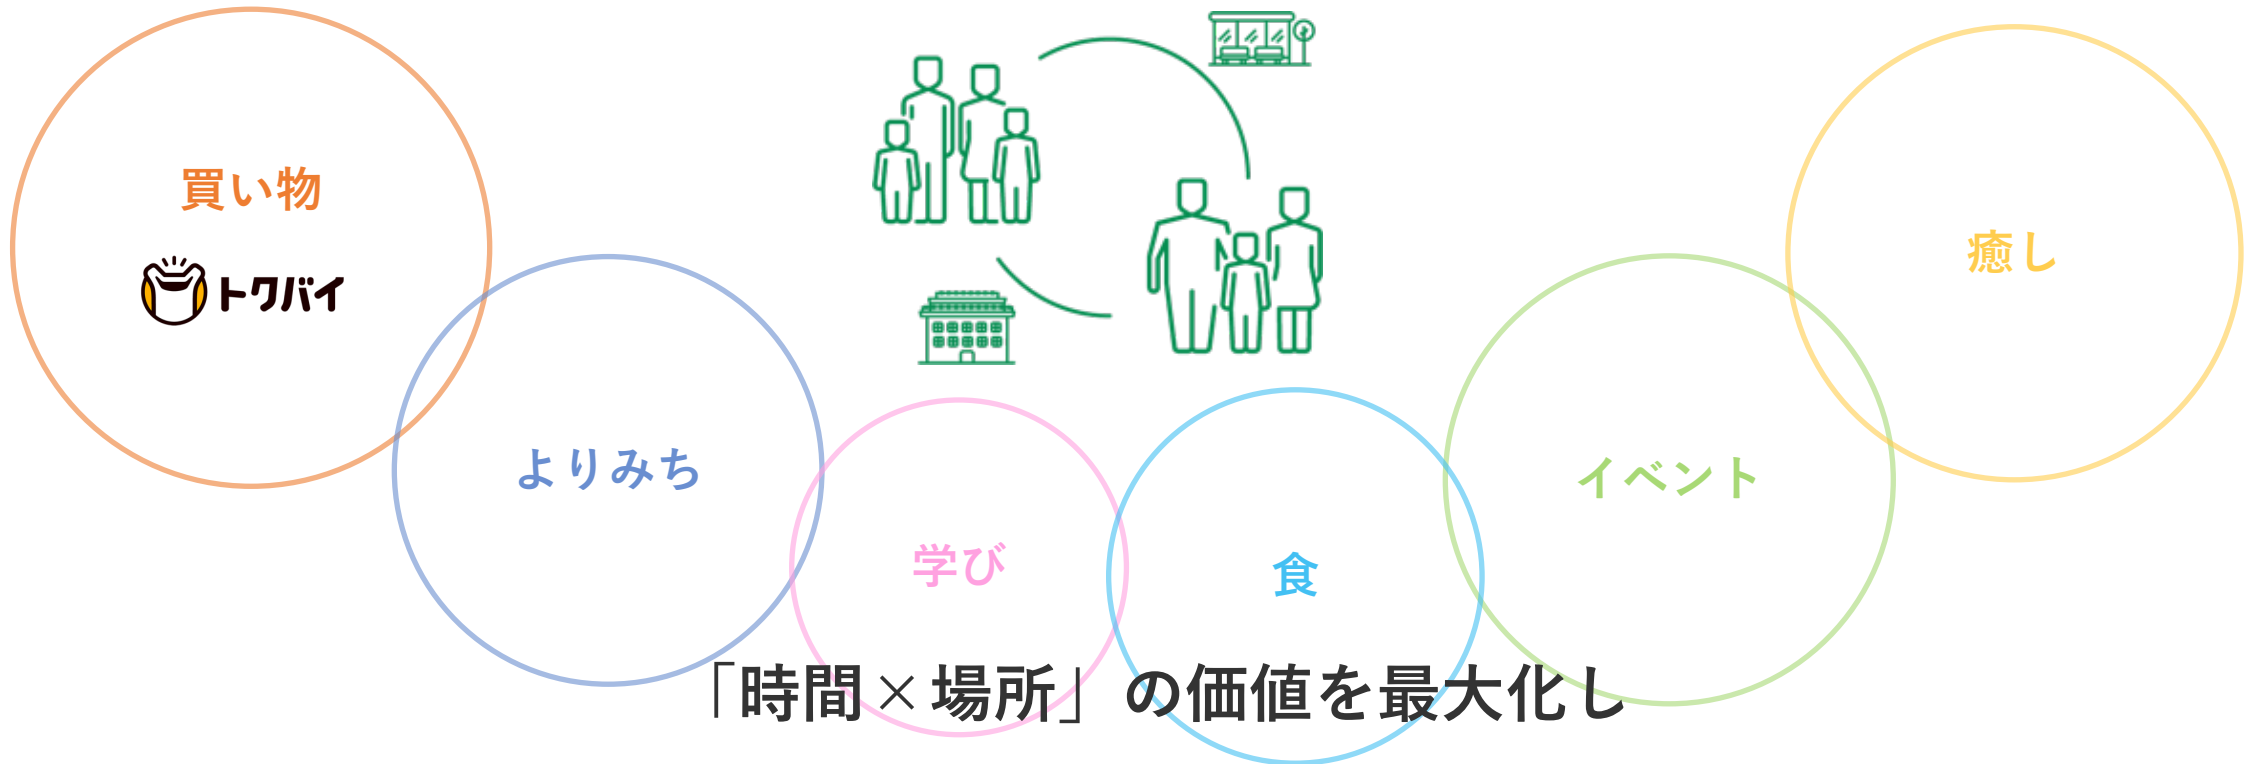 買い物
トクバイ
よりみち
学び
食
イベント
癒し
「時間×場所」の価値を最大化し